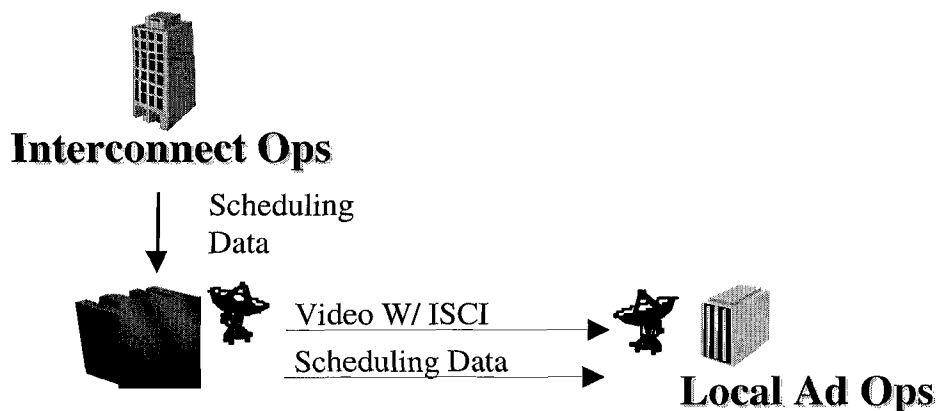 Interconnect Ops
Scheduling
Data
Video W/ ISCI
Scheduling Data
Local Ad Ops